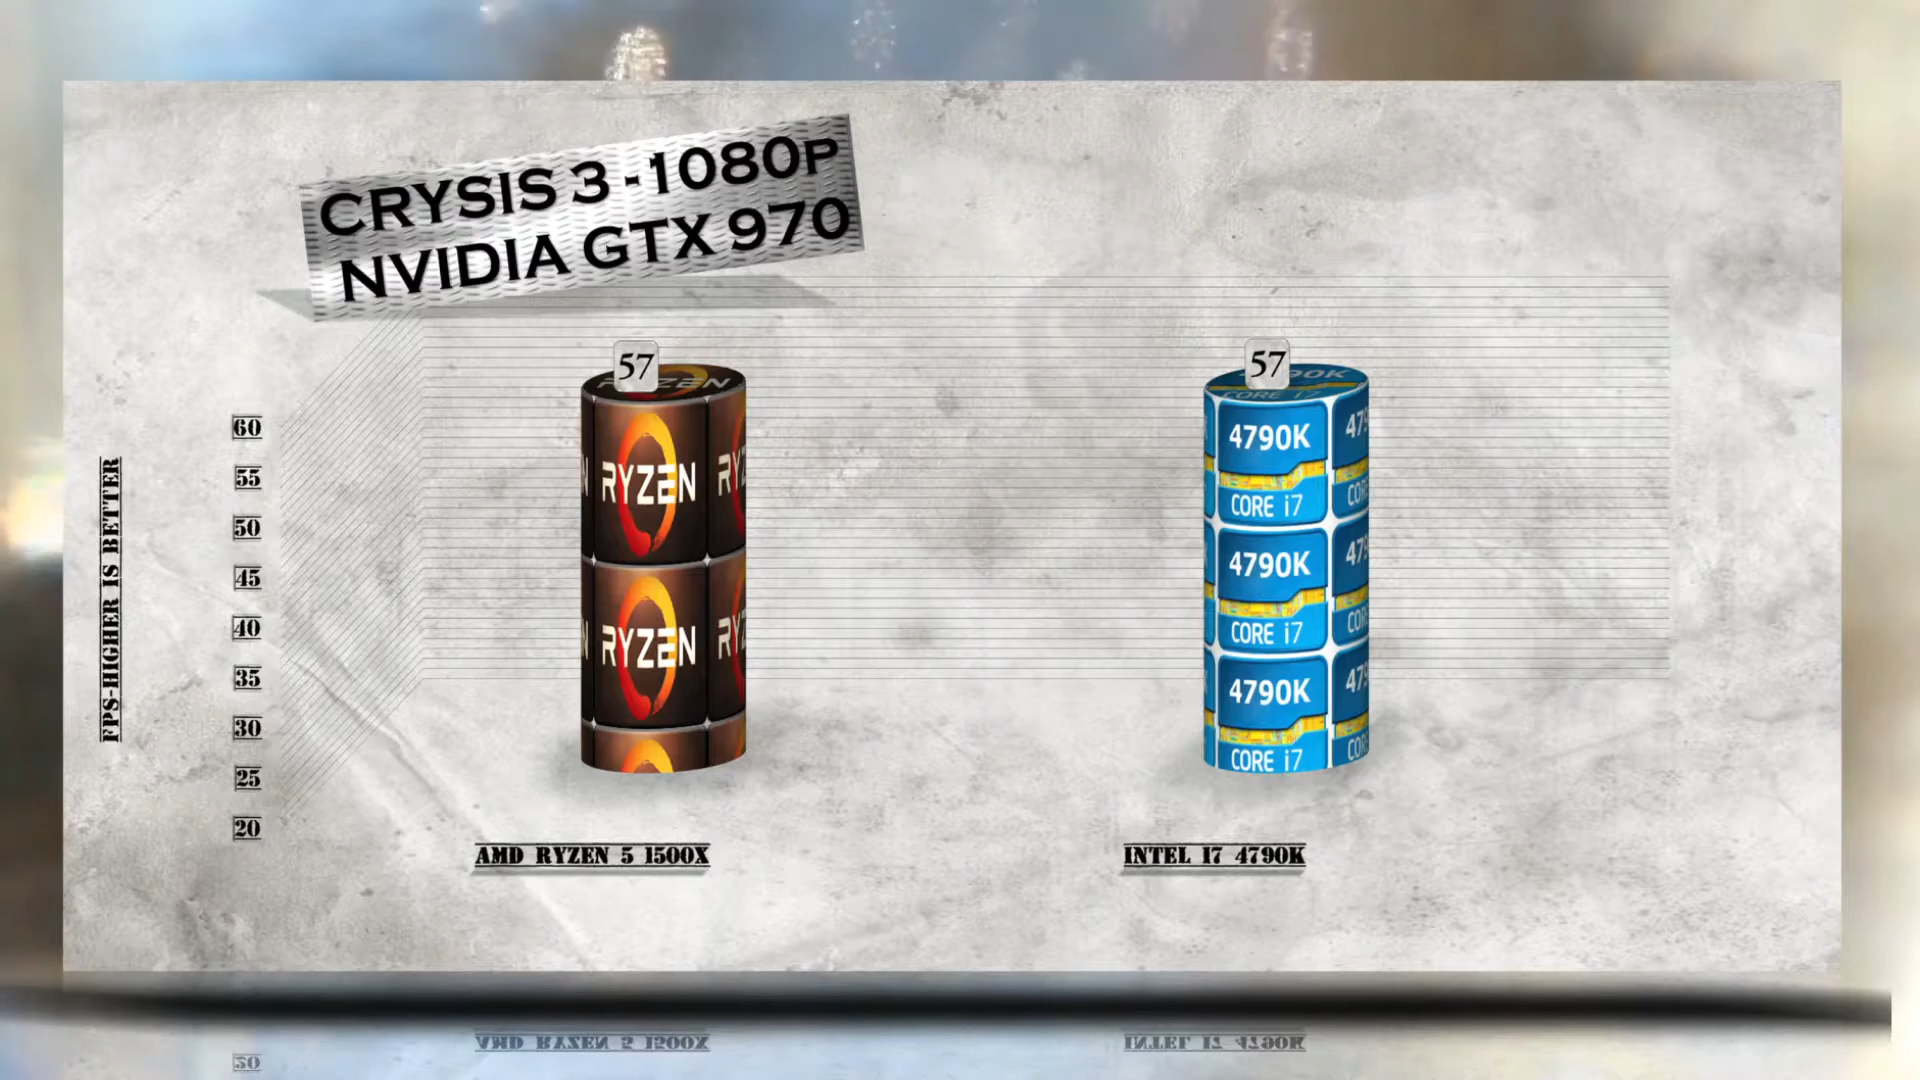 CRYSIS 3 -1080P
NVIDIA GTX 970
57
57
RYZEN
4790K
CORE i7
RYZEN
4790K
CORE i7
RYZEN
4790K
CORE i7
60
55
50
45
40
35
30
25
20
FPS-HIGHER IS BETTER
AMD RYZEN 5 1500X
INTEL I7 4790K